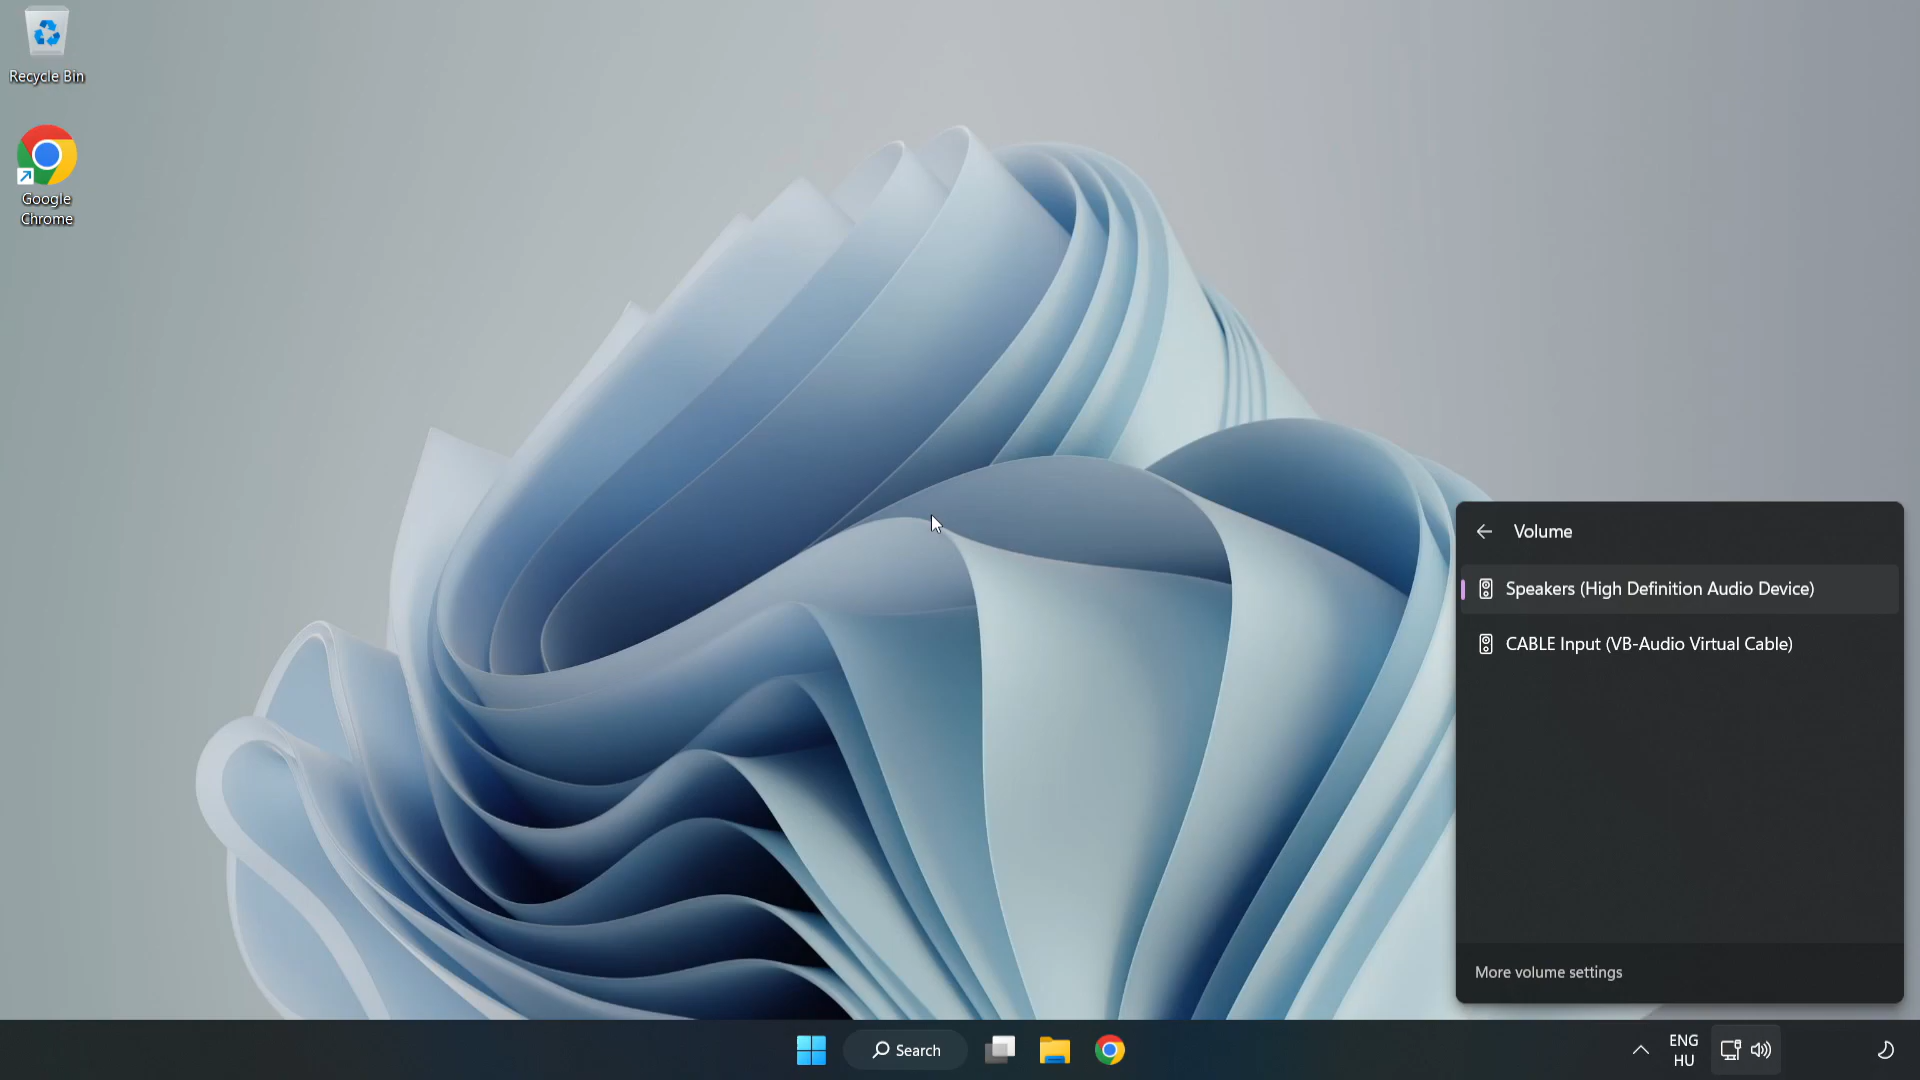 Recycle Bin
Google
Chrome
Volume
Speakers (High Definition Audio Device)
CABLE Input (VB-Audio Virtual Cable)
More volume settings
Search
ENG
HU